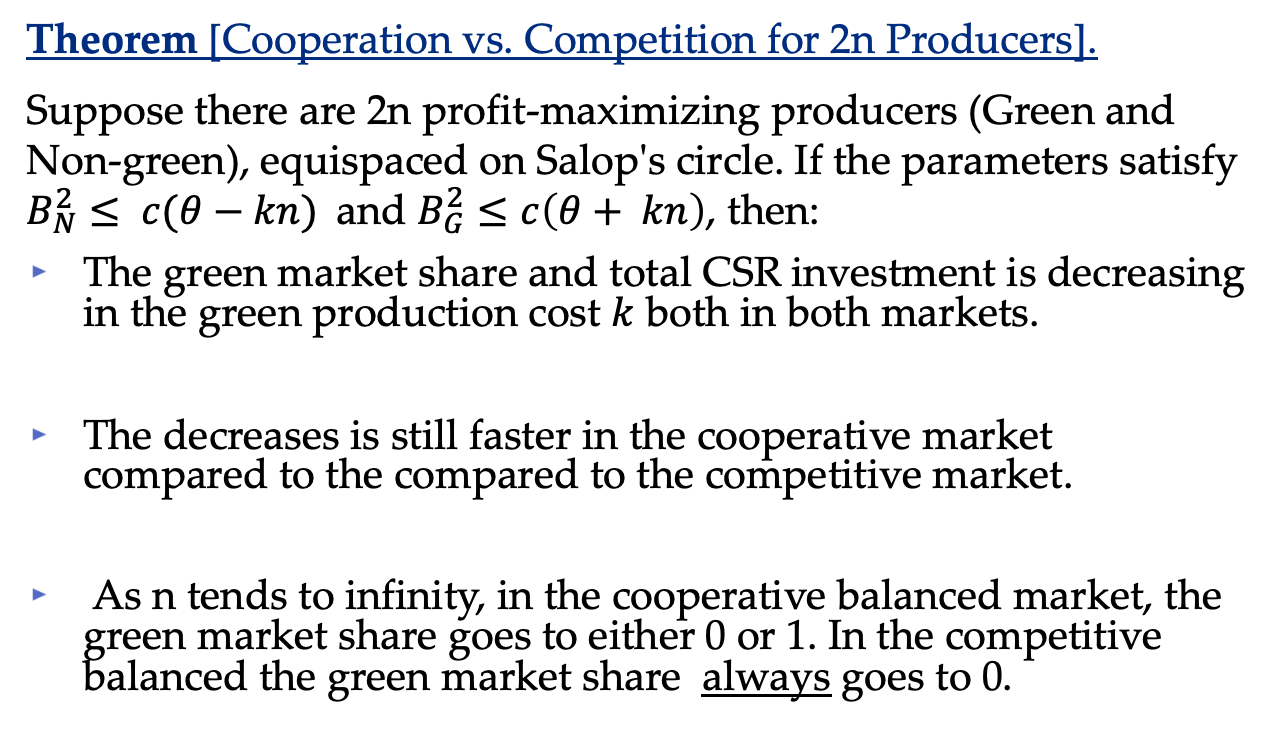 Theorem [Cooperation vs. Competition for 2n Producers].
Suppose there are 2n profit-maximizing producers (Green and
Non-green), equispaced on Salop's circle. If the parameters satisfy
$B_N^2 \leq c(\theta - kn)$ and $B_G^2 \leq c(\theta + kn)$, then:
▸ The green market share and total CSR investment is decreasing
in the green production cost k both in both markets.
▸ The decreases is still faster in the cooperative market
compared to the compared to the competitive market.
▸ As n tends to infinity, in the cooperative balanced market, the
green market share goes to either 0 or 1. In the competitive
balanced the green market share always goes to 0.